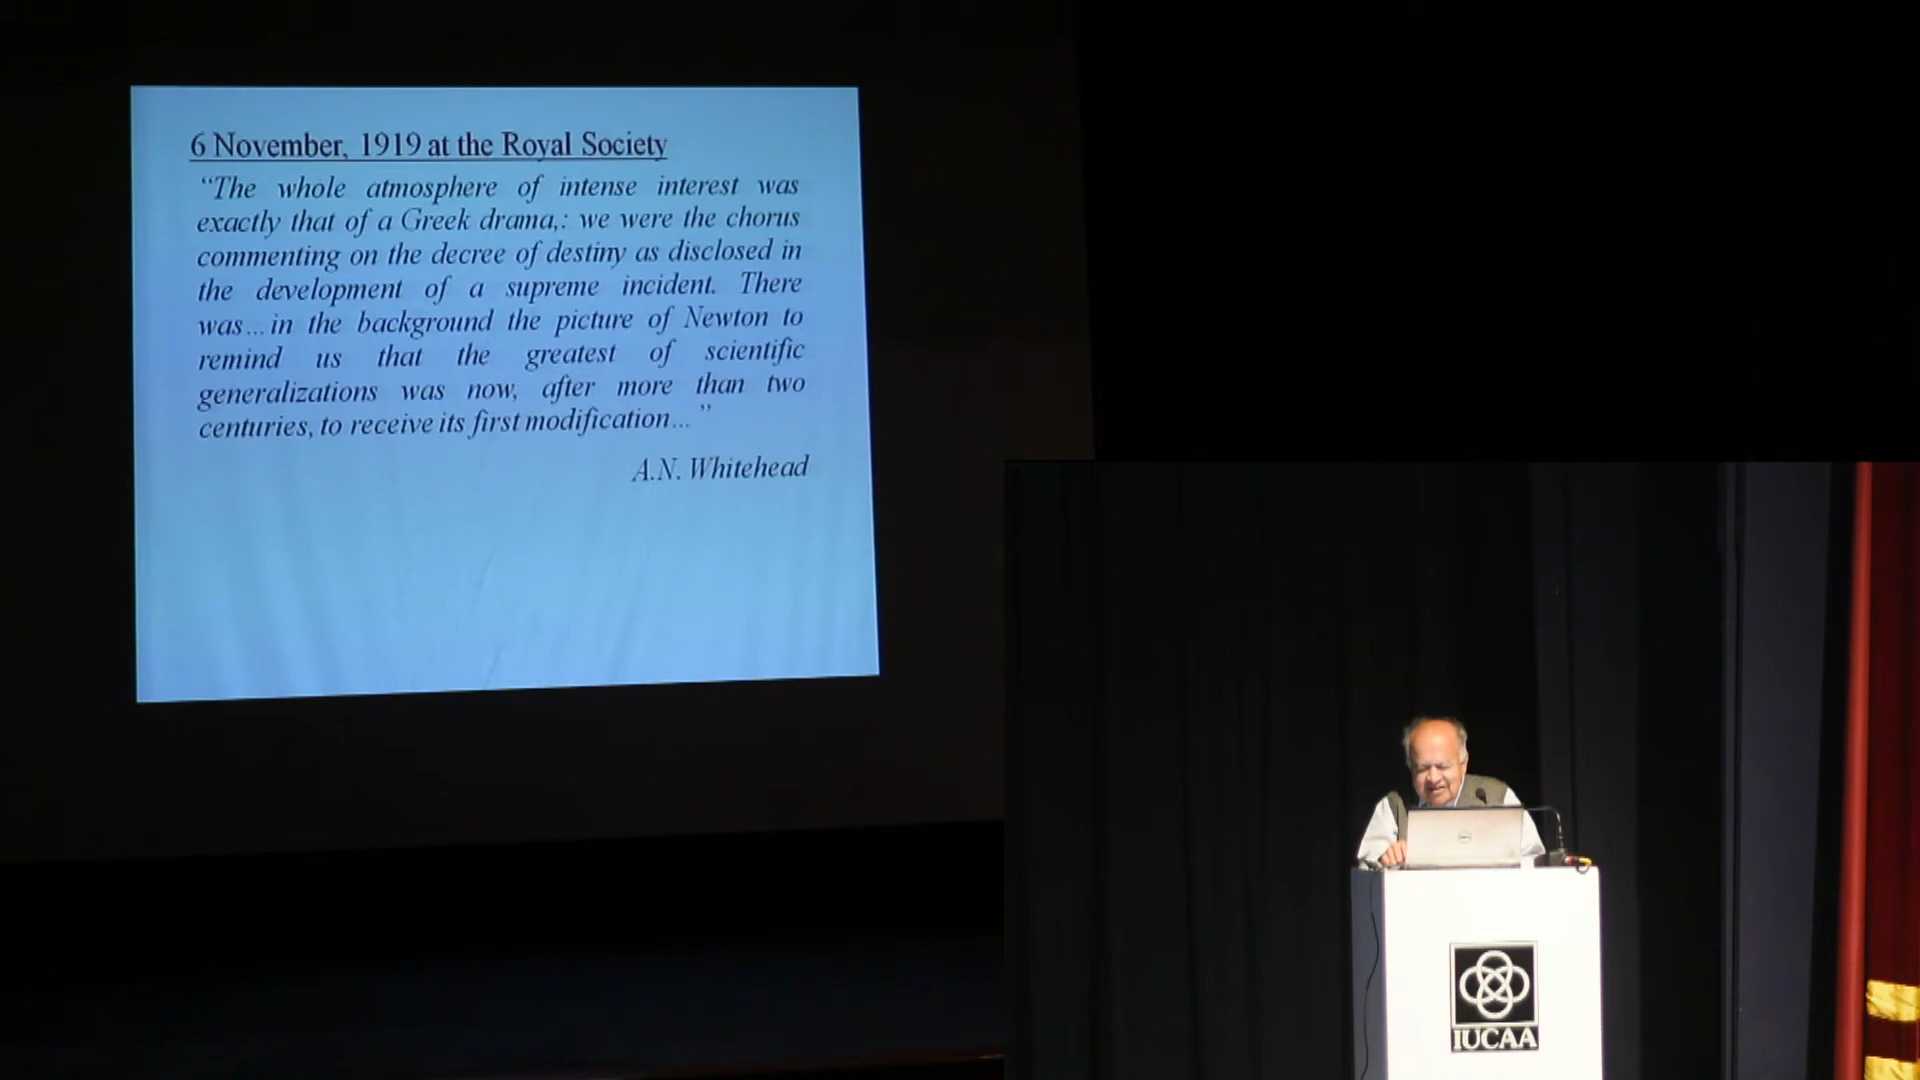 6 November, 1919 at the Royal Society
“The whole atmosphere of intense interest was
exactly that of a Greek drama,: we were the chorus
commenting on the decree of destiny as disclosed in
the development of a supreme incident. There
was…in the background the picture of Newton to
remind us that the greatest of scientific
generalizations was now, after more than two
centuries, to receive its first modification…”
A.N. Whitehead
DELL
IUCAA